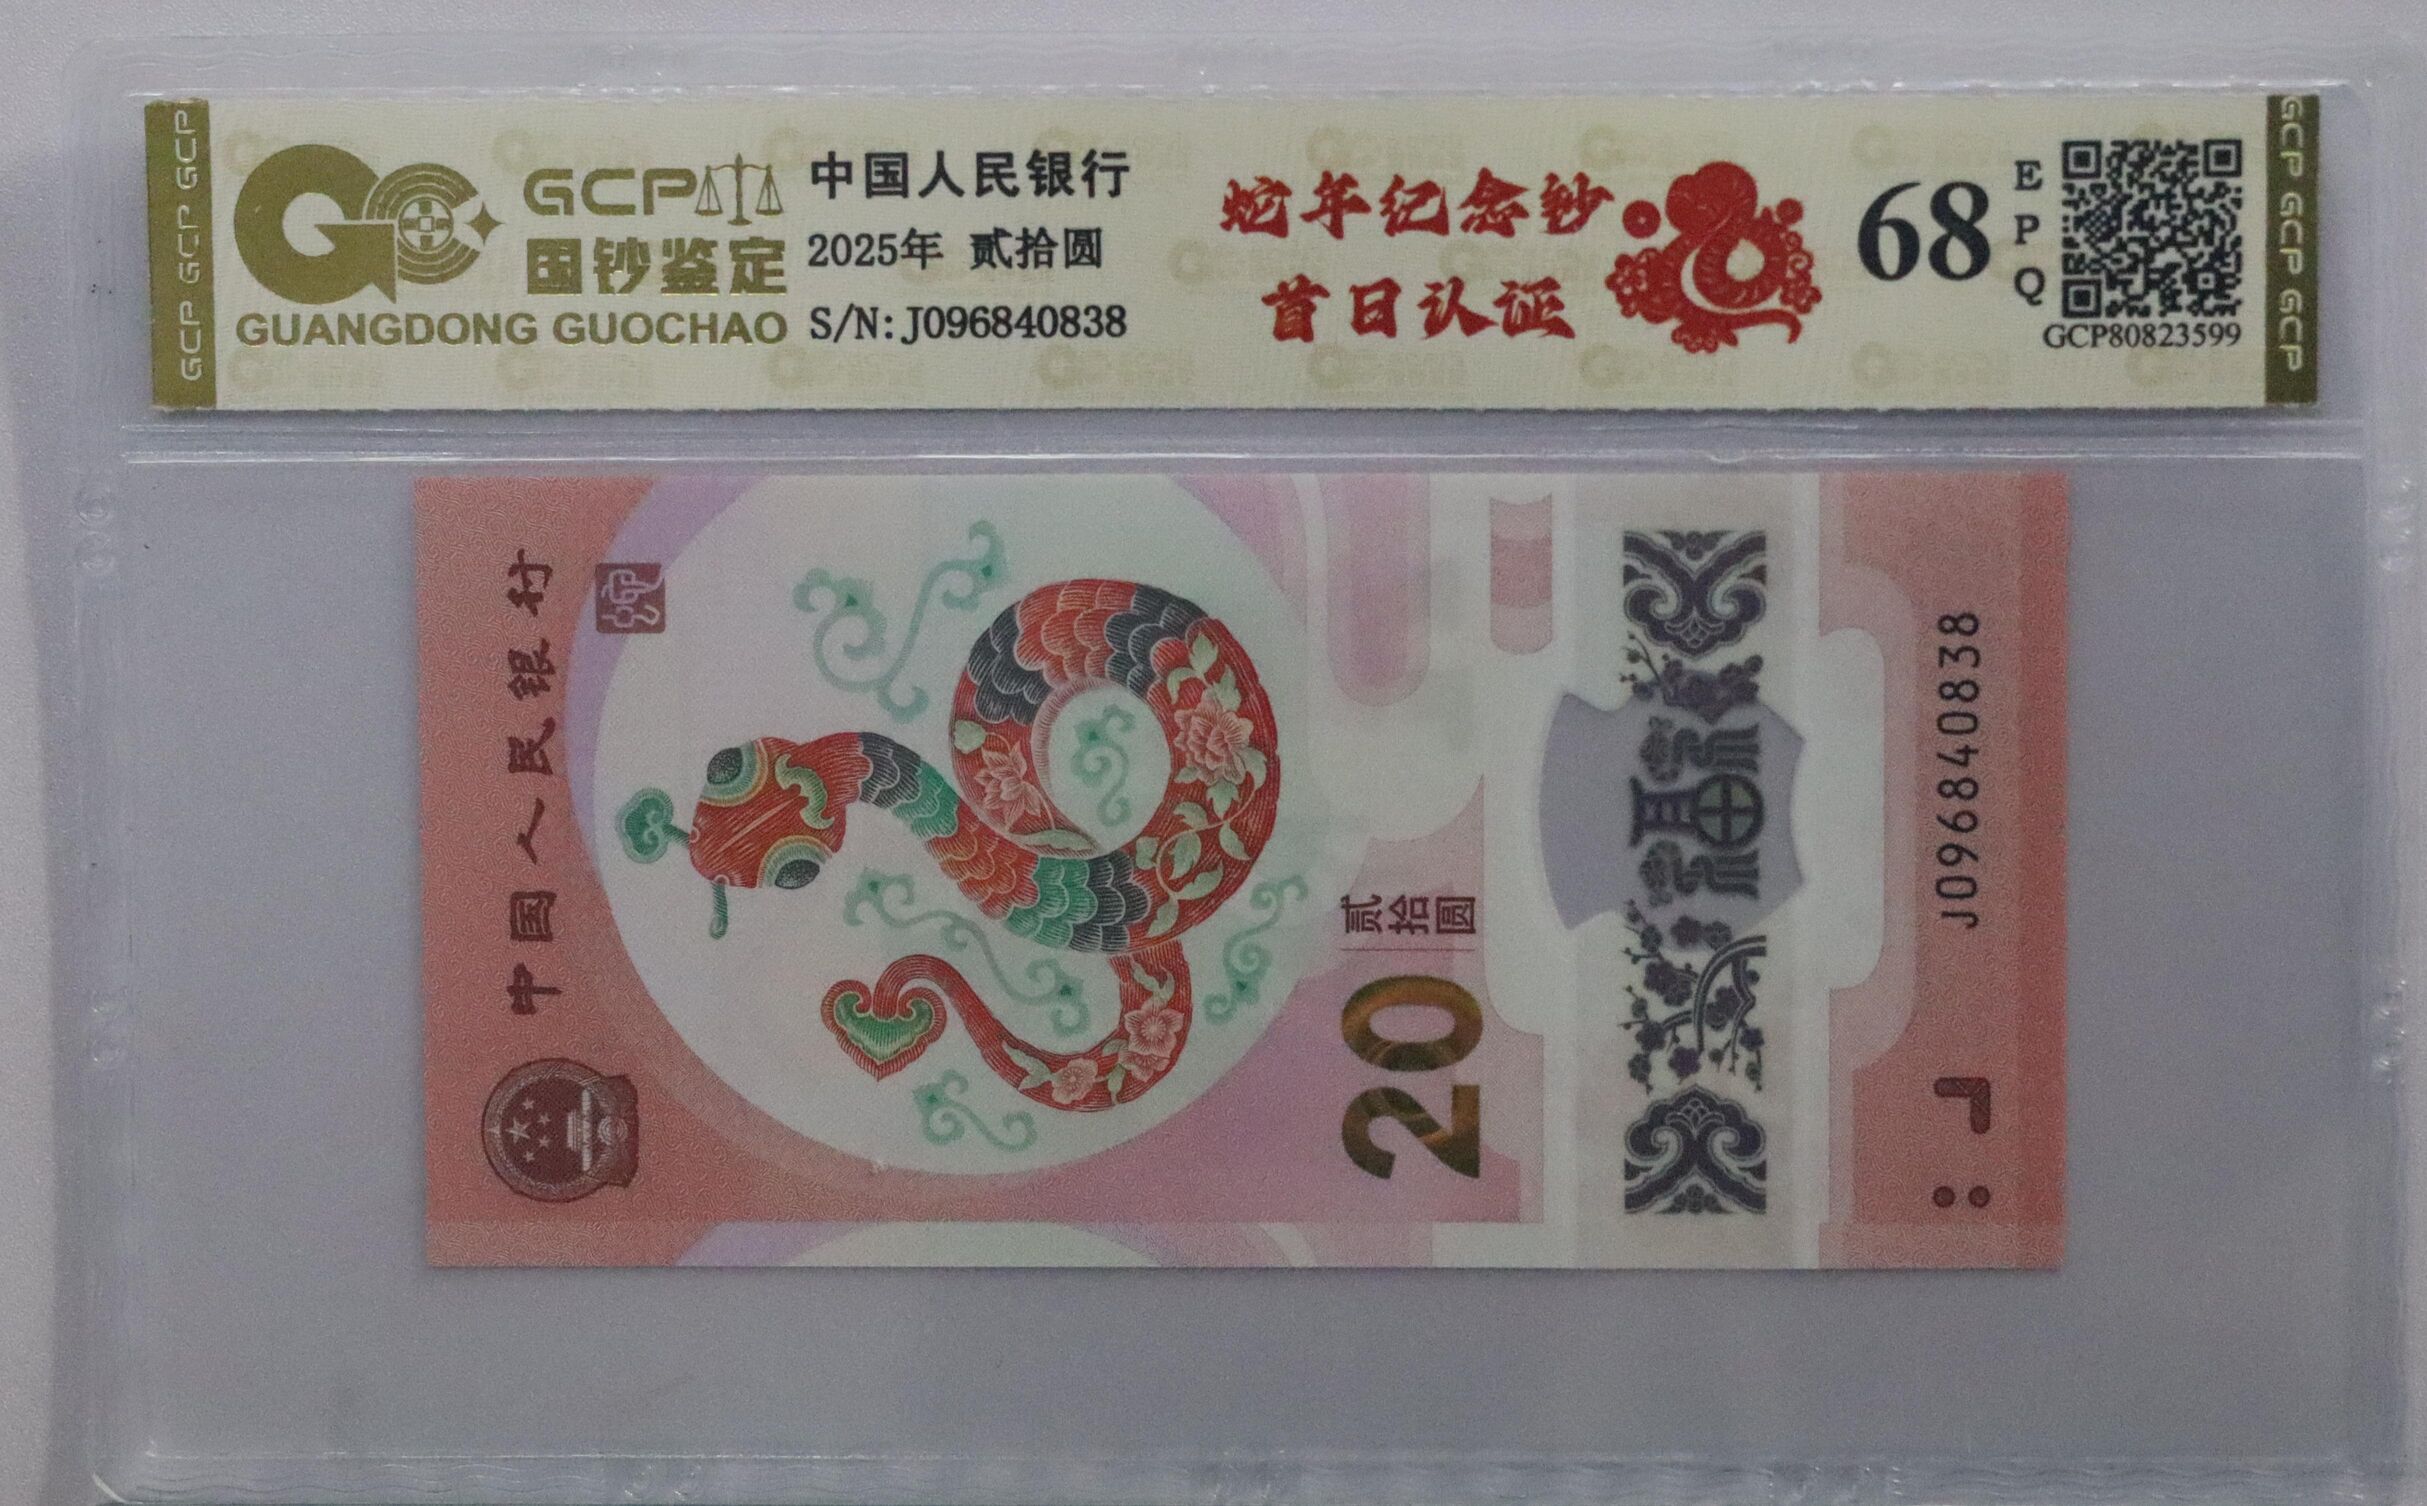 GCP GCP GCP
GCP
国钞鉴定
GUANGDONG GUOCHAO
中国人民银行
2025年 贰拾圆
S/N: J096840838
蛇年纪念钞
首日认证
68
EPQ
GCP80823599
GCP GCP GCP
中国人民银行
20
贰拾圆
福
J096840838